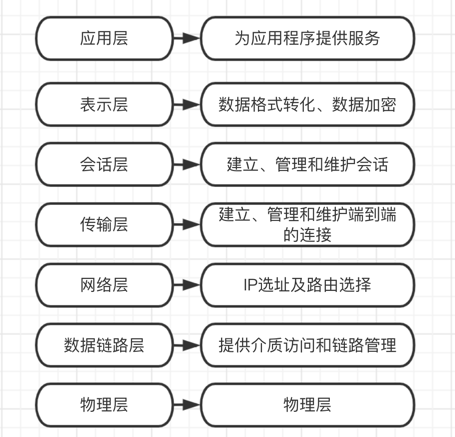 应用层
为应用程序提供服务
表示层
数据格式转化、数据加密
会话层
建立、管理和维护会话
传输层
建立、管理和维护端到端
的连接
网络层
IP选址及路由选择
数据链路层
提供介质访问和链路管理
物理层
物理层